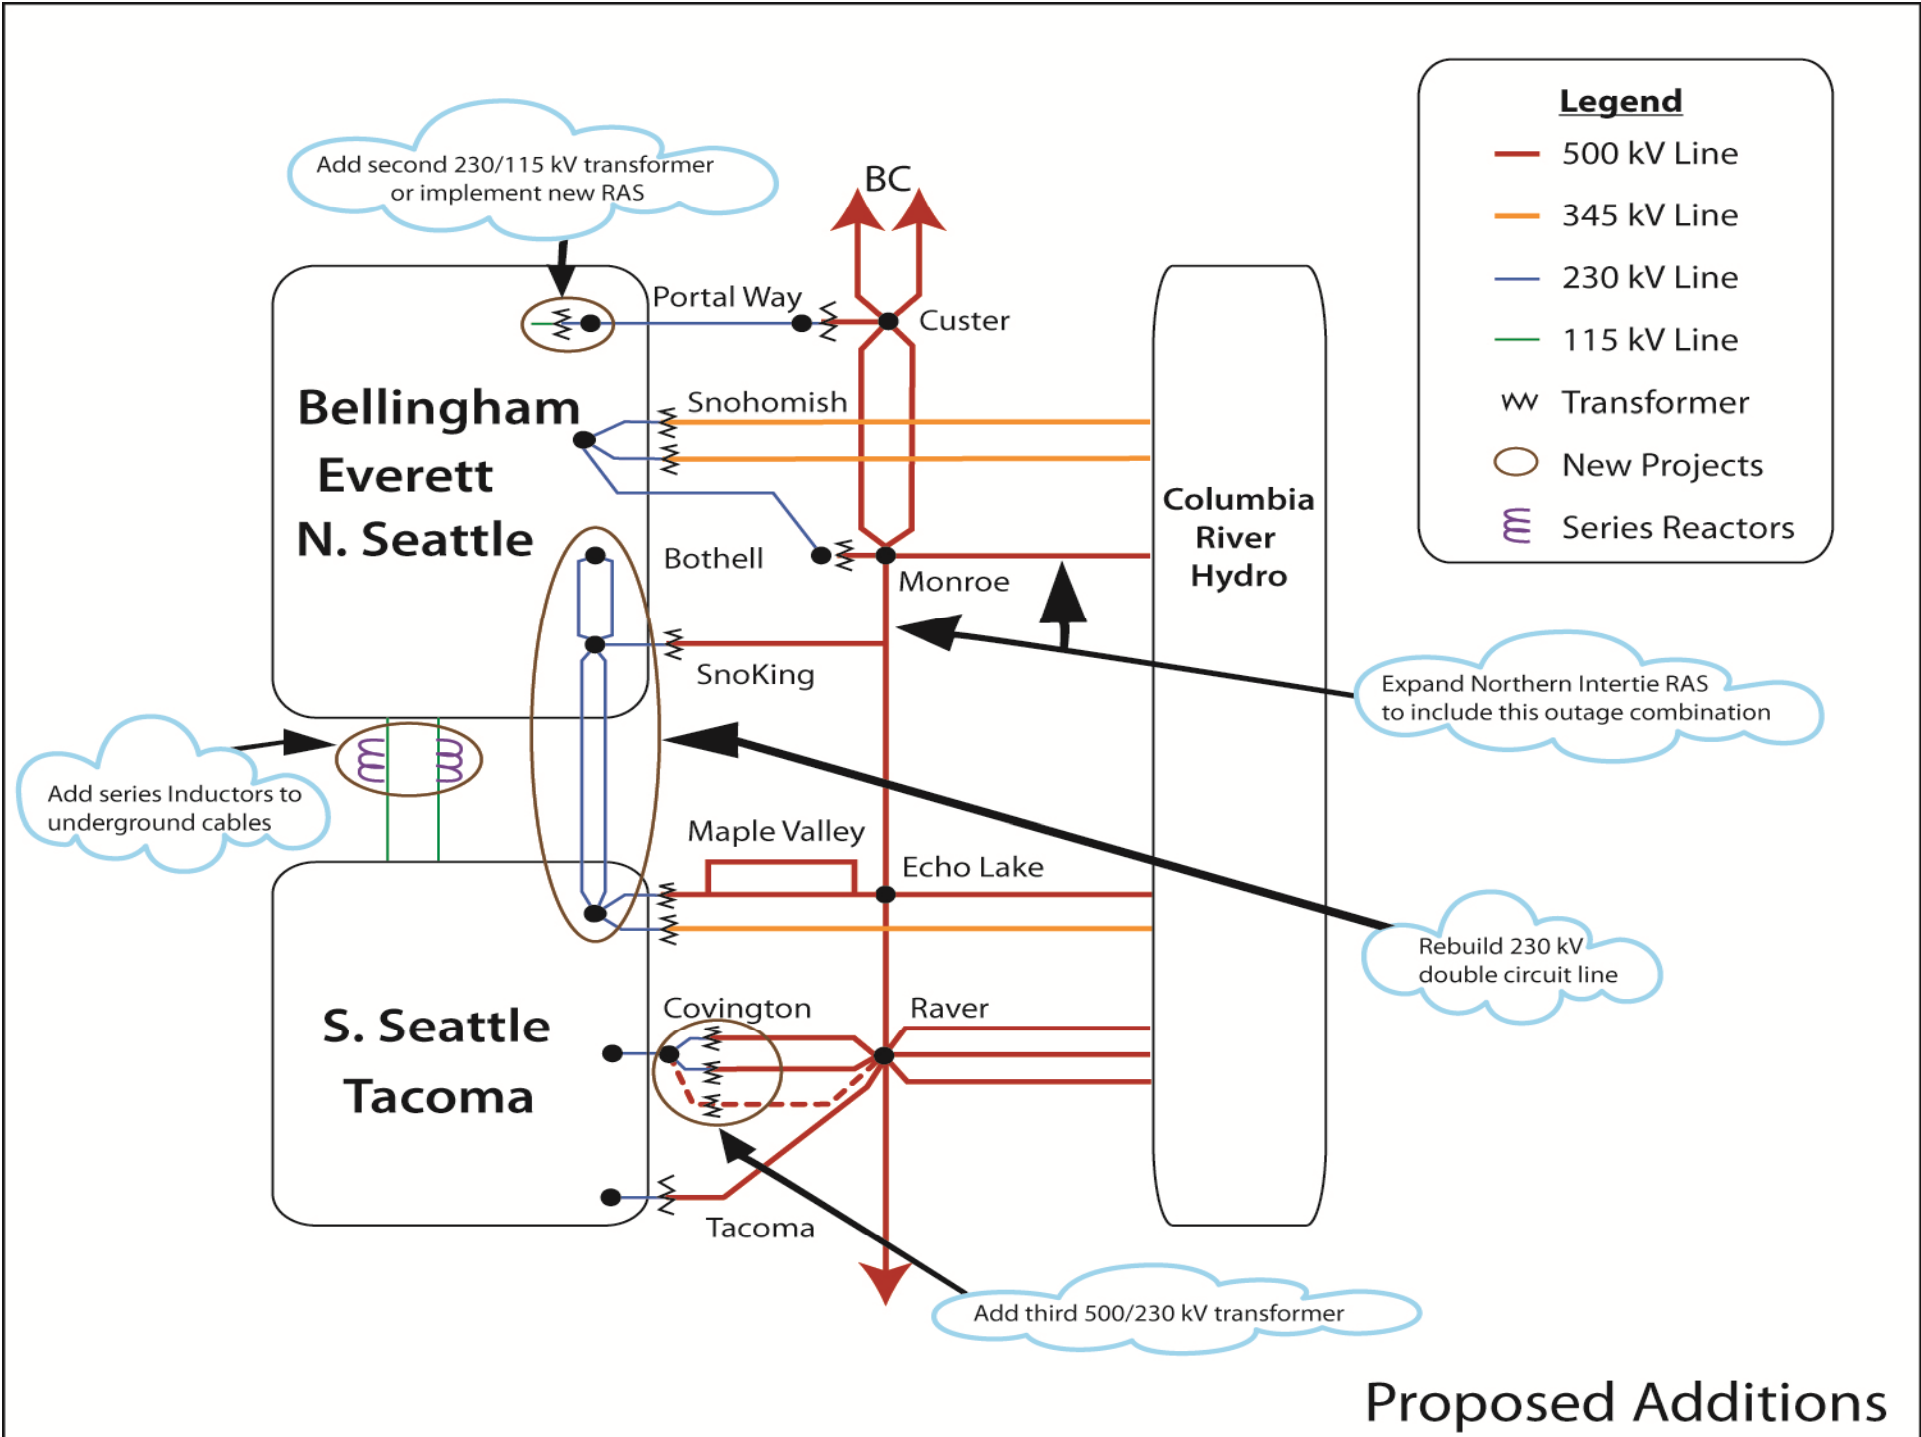 Legend
500 kV Line
345 kV Line
230 kV Line
115 kV Line
Transformer
New Projects
Series Reactors
Add second 230/115 kV transformer
or implement new RAS
BC
Portal Way
Custer
Snohomish
Bellingham
Everett
N. Seattle
Columbia
River
Hydro
Bothell
Monroe
SnoKing
Expand Northern Intertie RAS
to include this outage combination
Add series Inductors to
underground cables
Maple Valley
Echo Lake
Rebuild 230 kV
double circuit line
S. Seattle
Tacoma
Covington
Raver
Tacoma
Add third 500/230 kV transformer
Proposed Additions